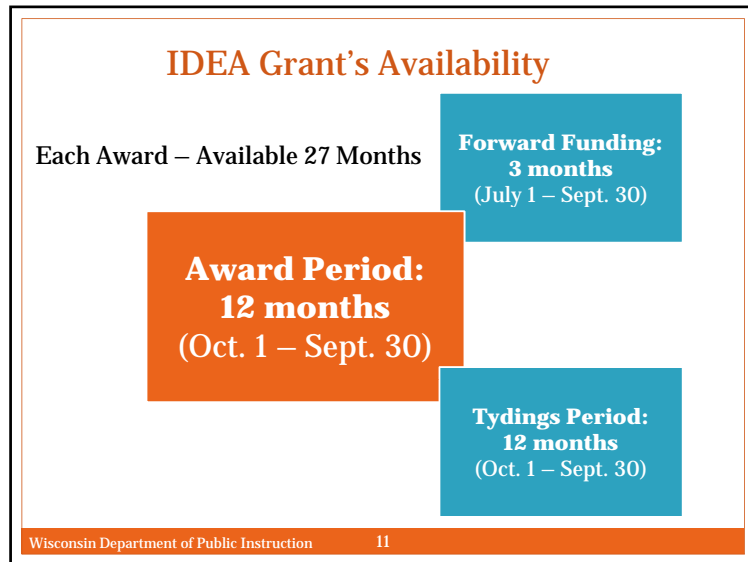 IDEA Grant's Availability
Each Award – Available 27 Months
Forward Funding:
3 months
(July 1 – Sept. 30)
Award Period:
12 months
(Oct. 1 – Sept. 30)
Tydings Period:
12 months
(Oct. 1 – Sept. 30)
Wisconsin Department of Public Instruction 11